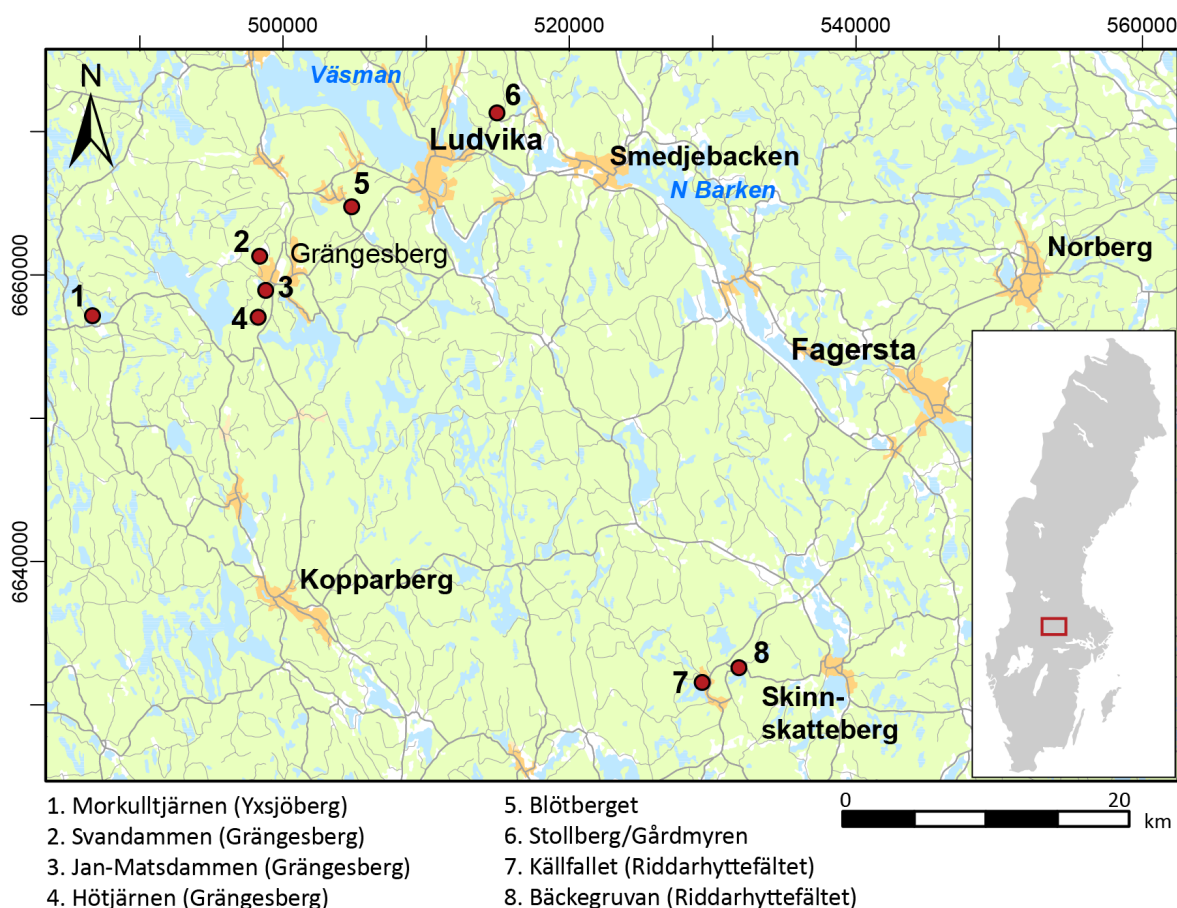 500000
520000
540000
560000
N
Väsman
6
Ludvika
Smedjebacken
5
N Barken
2
Grängesberg
Norberg
6660000
1
3
4
Fagersta
6640000
Kopparberg
8
7
Skinn-
skatteberg
1. Morkulltjärnen (Yxsjöberg)
2. Svandammen (Grängesberg)
3. Jan-Matsdammen (Grängesberg)
4. Hötjärnen (Grängesberg)
5. Blötberget
6. Stollberg/Gårdmyren
7. Källfallet (Riddarhyttefältet)
8. Bäckegruvan (Riddarhyttefältet)
0
20
km